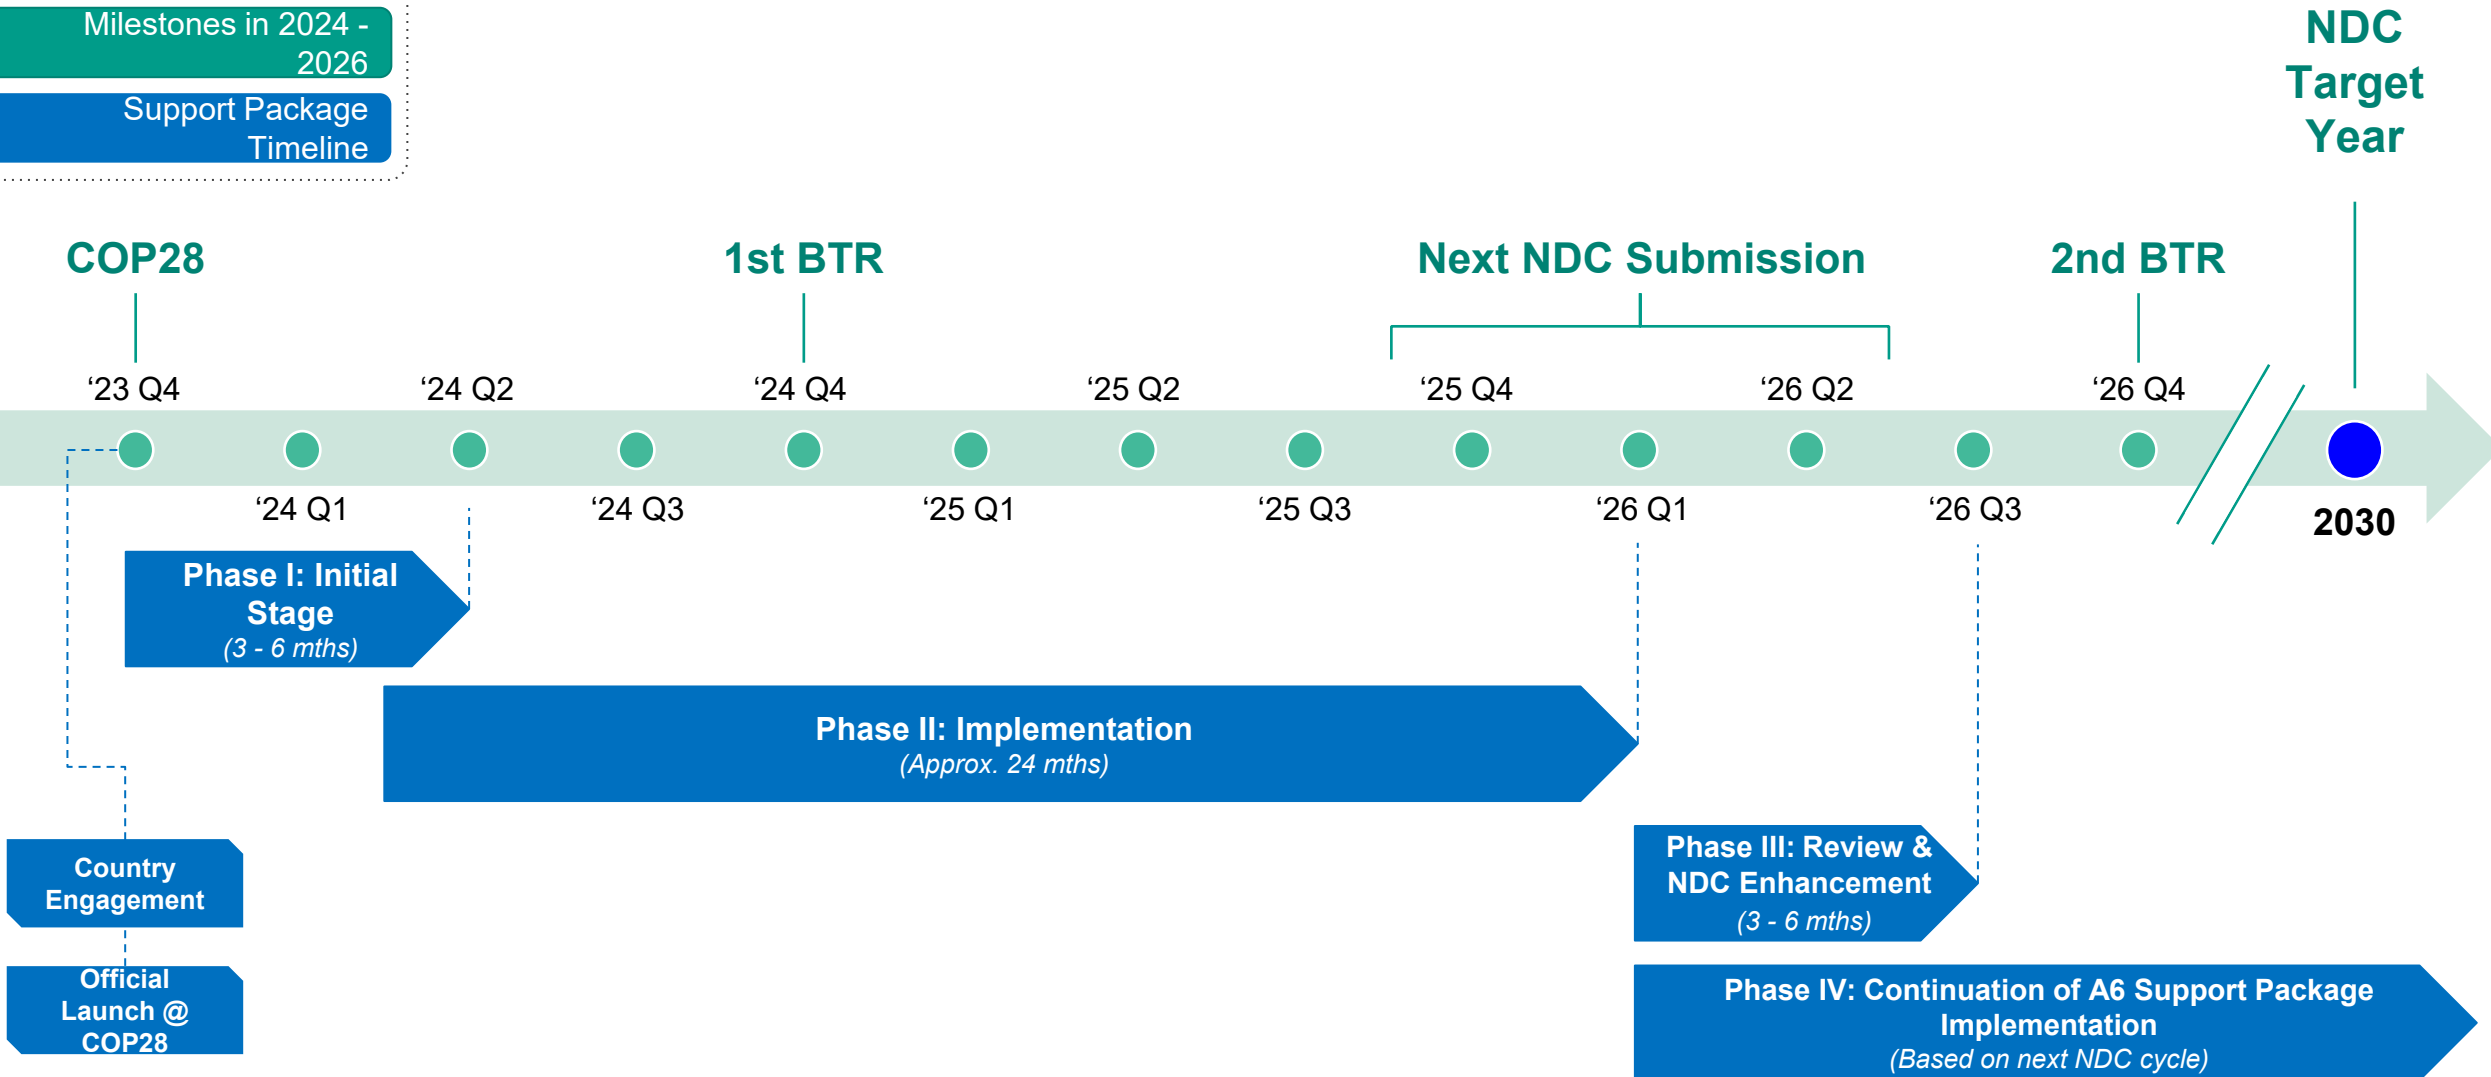 Milestones in 2024 -
2026
Support Package
Timeline
NDC
Target
Year
COP28
1st BTR
Next NDC Submission
2nd BTR
‘23 Q4
‘24 Q2
‘24 Q4
‘25 Q2
‘25 Q4
‘26 Q2
‘26 Q4
‘24 Q1
‘24 Q3
‘25 Q1
‘25 Q3
‘26 Q1
‘26 Q3
2030
Phase I: Initial
Stage
(3 - 6 mths)
Phase II: Implementation
(Approx. 24 mths)
Country
Engagement
Phase III: Review &
NDC Enhancement
(3 - 6 mths)
Official
Launch @
COP28
Phase IV: Continuation of A6 Support Package
Implementation
(Based on next NDC cycle)